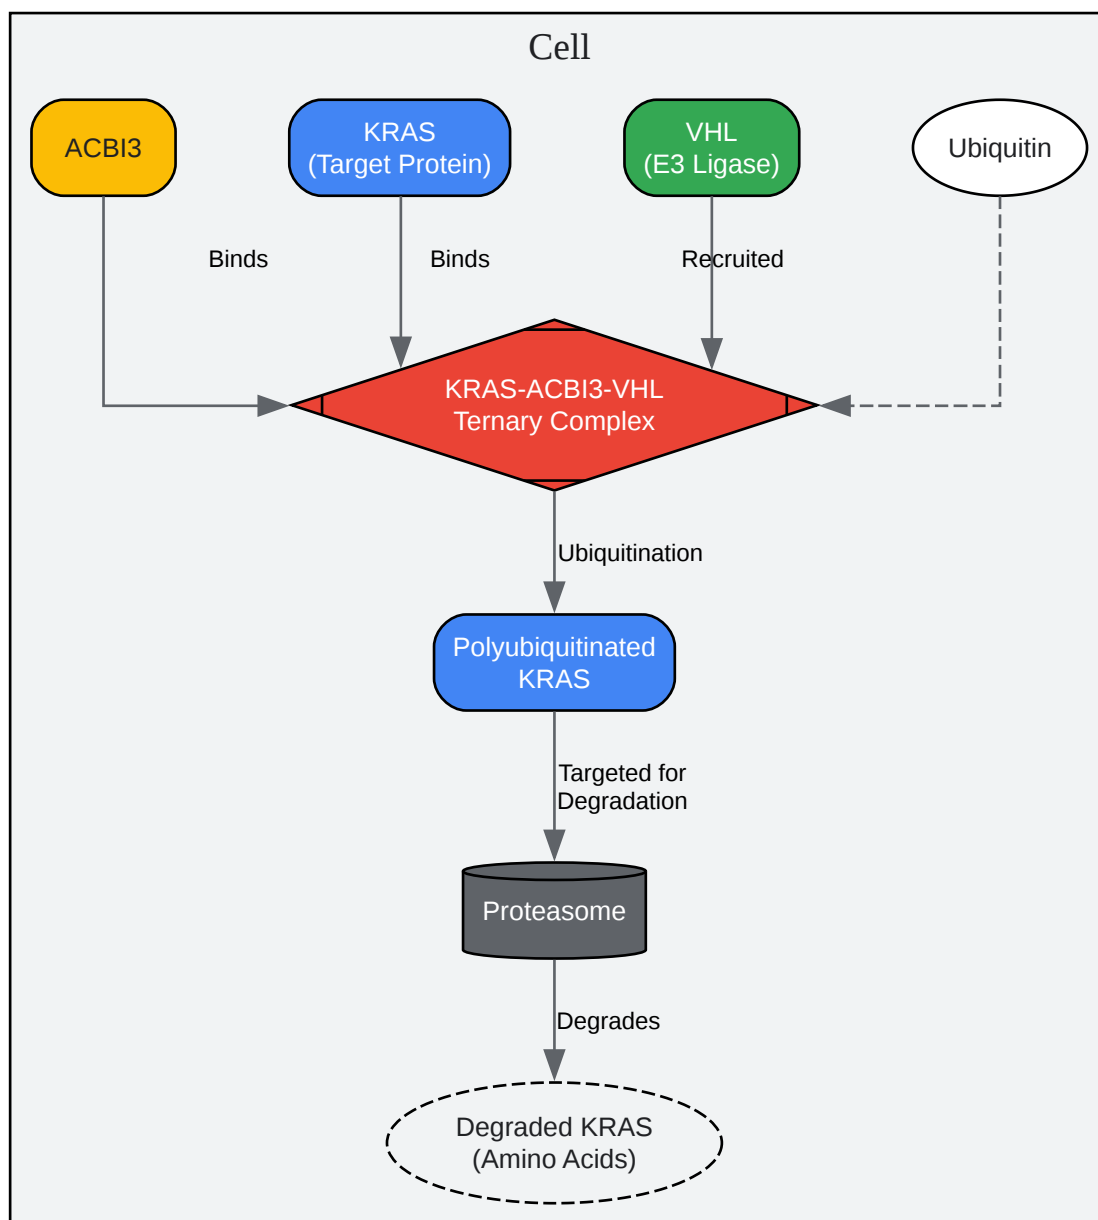 Cell
ACBI3
KRAS
(Target Protein)
VHL
(E3 Ligase)
Ubiquitin
Binds
Binds
Recruited
KRAS-ACBI3-VHL
Ternary Complex
Ubiquitination
Polyubiquitinated
KRAS
Targeted for
Degradation
Proteasome
Degrades
Degraded KRAS
(Amino Acids)